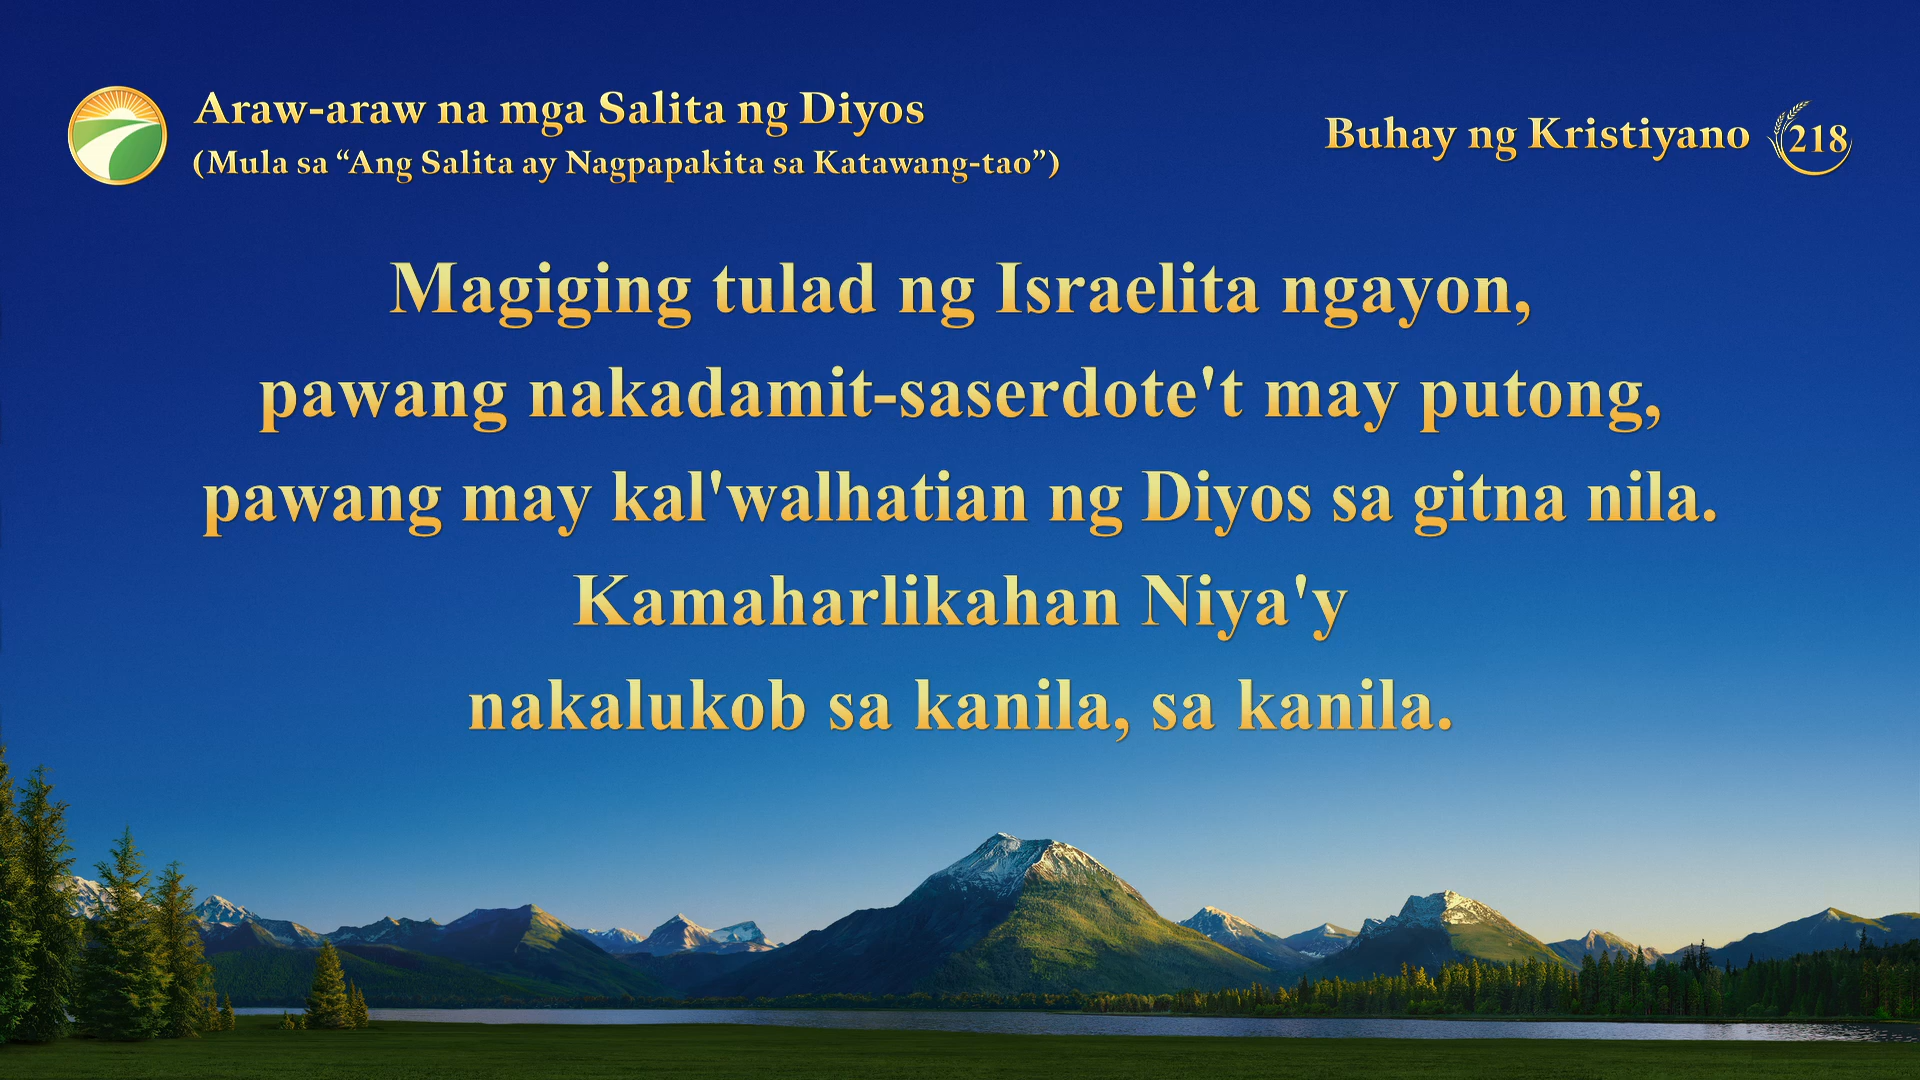 Araw-araw na mga Salita ng Diyos
(Mula sa “Ang Salita ay Nagpapakita sa Katawang-tao”)
Buhay ng Kristiyano 218
Magiging tulad ng Israelita ngayon,
pawang nakadamit-saserdote't may putong,
pawang may kal'walhatian ng Diyos sa gitna nila.
Kamaharlikahan Niya'y
nakalukob sa kanila, sa kanila.